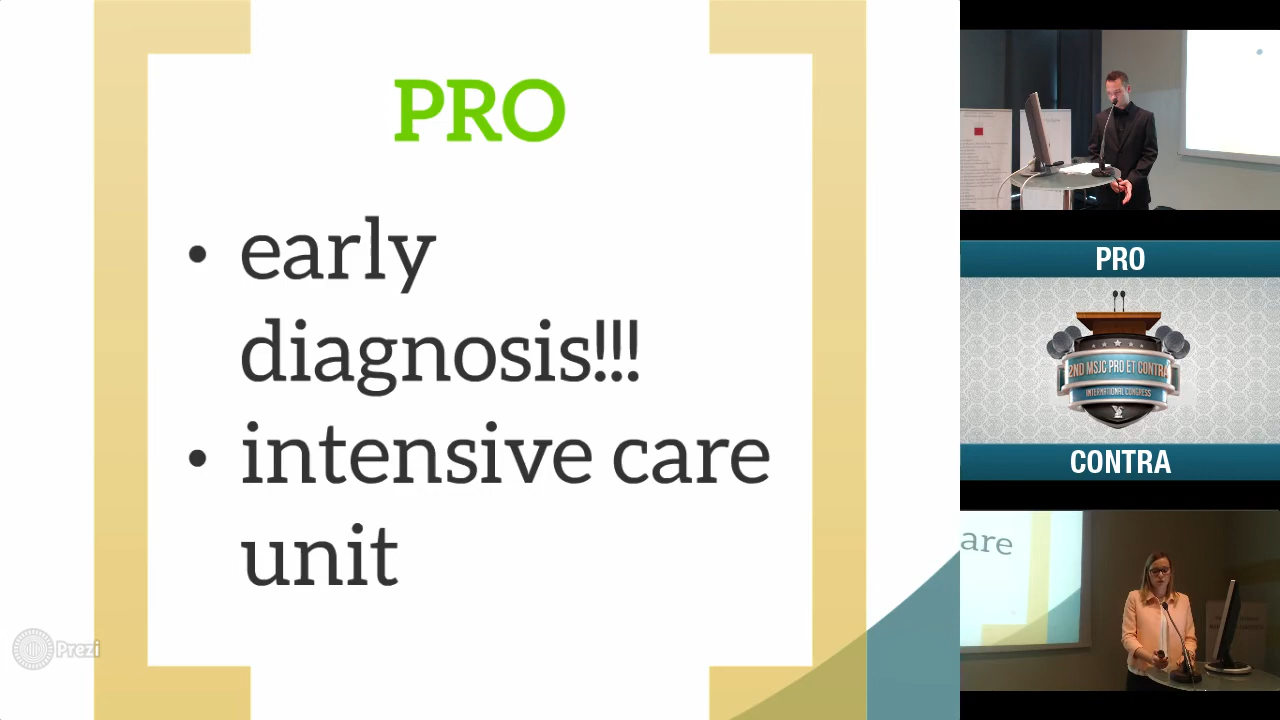 PRO
• early
diagnosis!!!
• intensive care
unit
Prezi
PRO
2ND MSJC PRO ET CONTRA
INTERNATIONAL CONGRESS
CONTRA
are